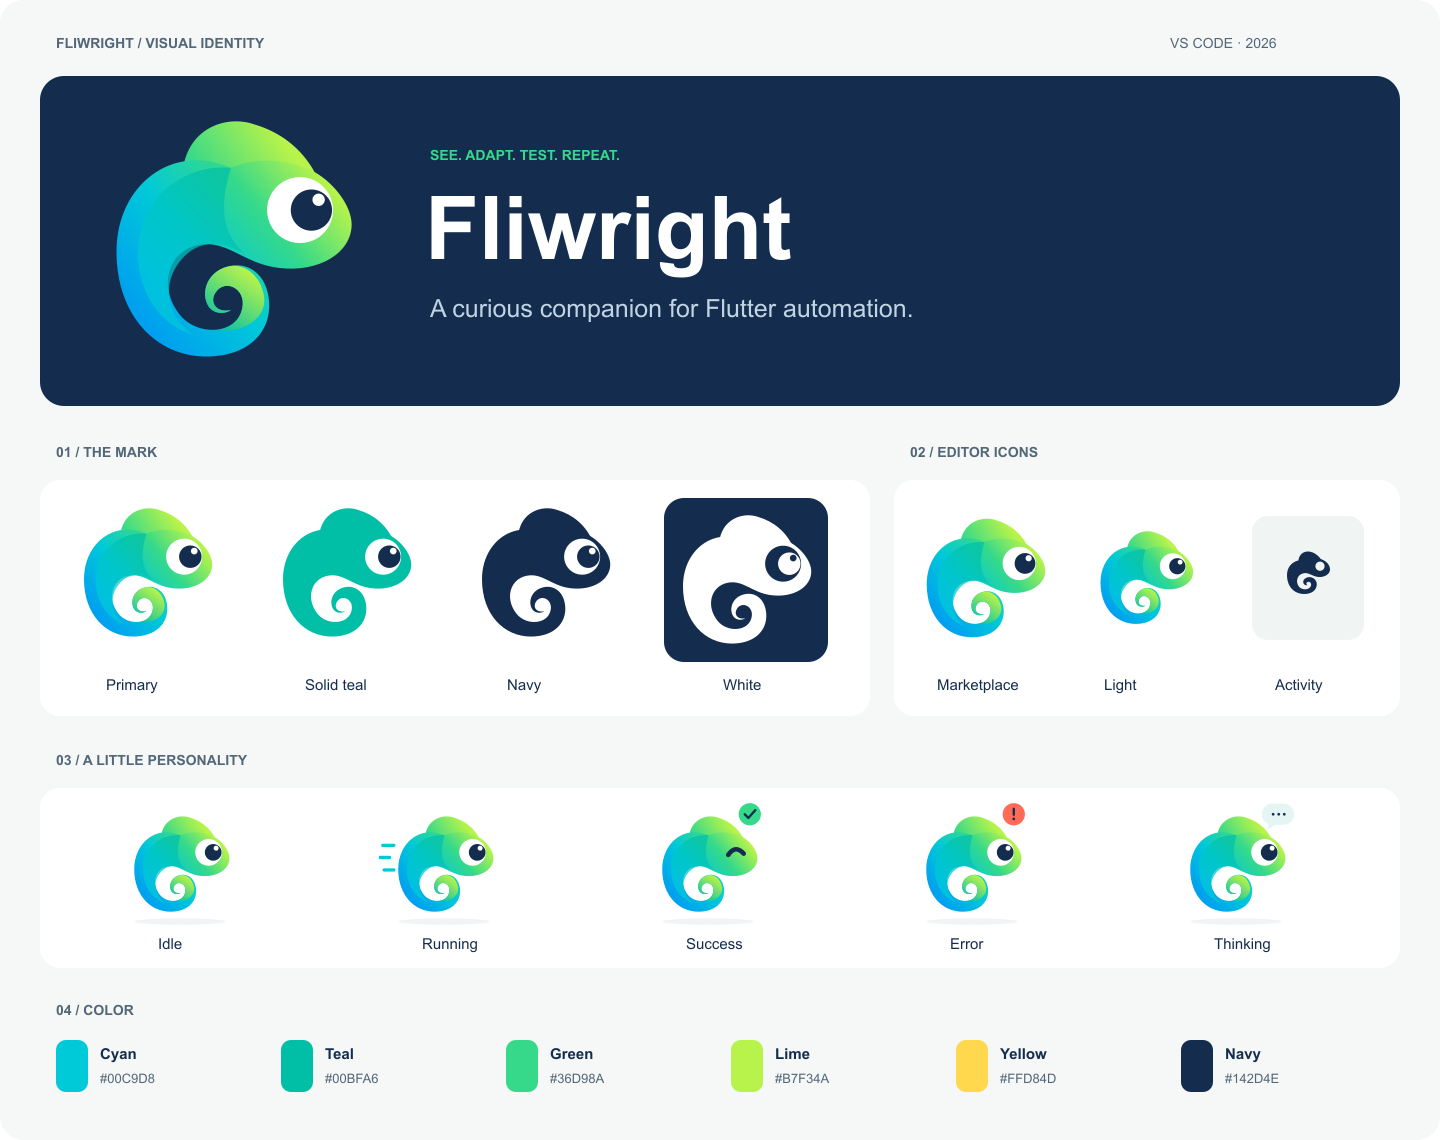 FLIWRIGHT / VISUAL IDENTITY
VS CODE · 2026
SEE. ADAPT. TEST. REPEAT.
Fliwright
A curious companion for Flutter automation.
01 / THE MARK
02 / EDITOR ICONS
Primary
Solid teal
Navy
White
Marketplace
Light
Activity
03 / A LITTLE PERSONALITY
Idle
Running
Success
Error
Thinking
04 / COLOR
Cyan
#00C9D8
Teal
#00BFA6
Green
#36D98A
Lime
#B7F34A
Yellow
#FFD84D
Navy
#142D4E